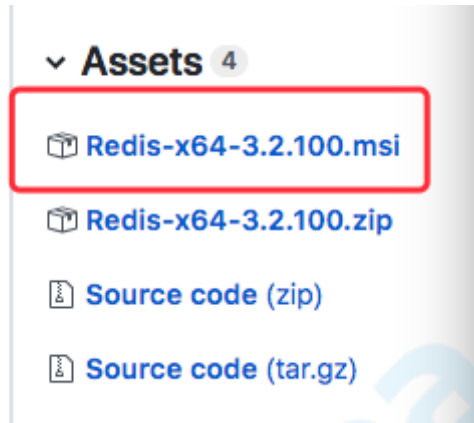 Assets 4
Redis-x64-3.2.100.msi
Redis-x64-3.2.100.zip
Source code (zip)
Source code (tar.gz)